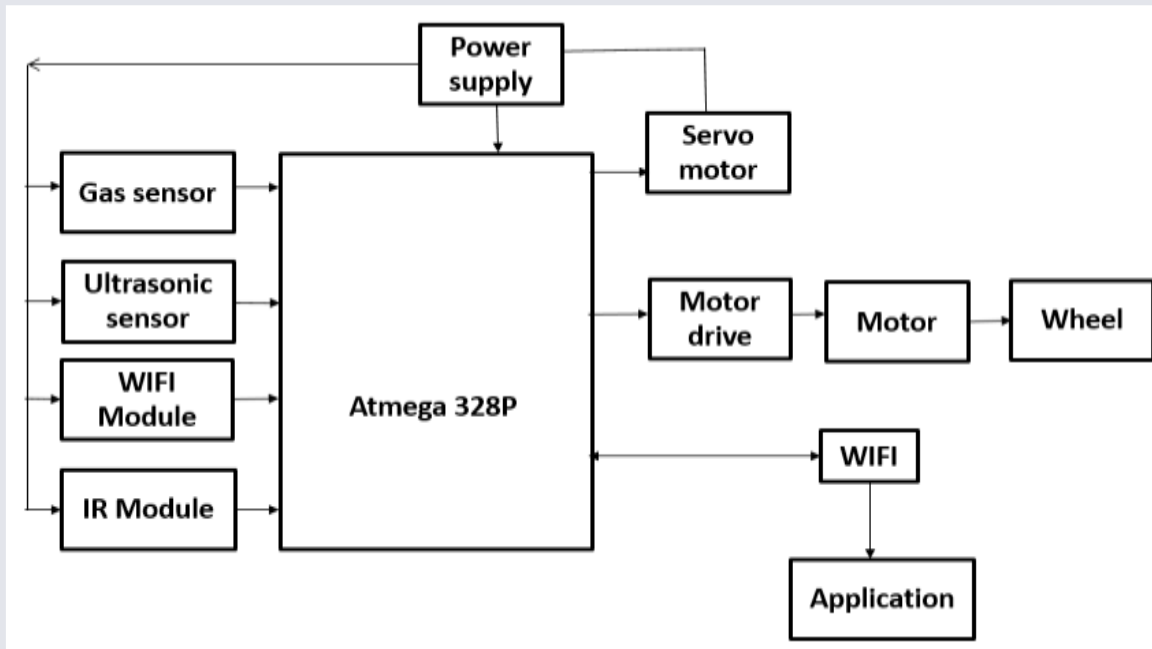 Power
supply
Servo
motor
Gas sensor
Ultrasonic
sensor
Motor
drive
Motor
Wheel
WIFI
Module
Atmega 328P
WIFI
IR Module
Application